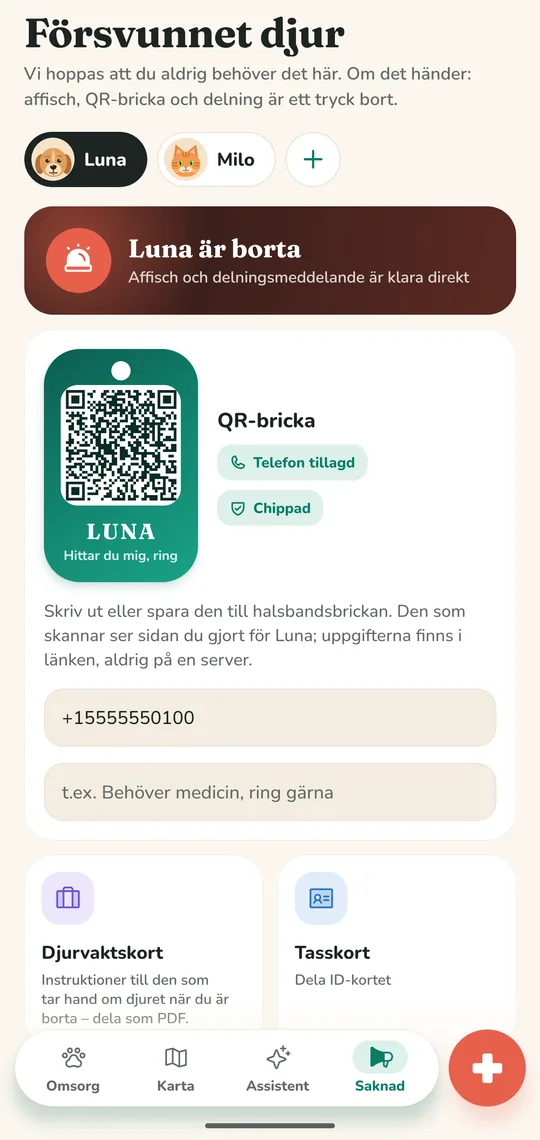 Försvunnet djur
Vi hoppas att du aldrig behöver det här. Om det händer:
affisch, QR-bricka och delning är ett tryck bort.
Luna
Milo
Luna är borta
Affisch och delningsmeddelande är klara direkt
QR-bricka
Telefon tillagd
Chippad
LUNA
Hittar du mig, ring
Skriv ut eller spara den till halsbandsbrickan. Den som
skannar ser sidan du gjort för Luna; uppgifterna finns i
länken, aldrig på en server.
+15555550100
t.ex. Behöver medicin, ring gärna
Djurvaktskort
Instruktioner till den som
tar hand om djuret när du är
borta – dela som PDF.
Tasskort
Dela ID-kortet
Omsorg
Karta
Assistent
Saknad